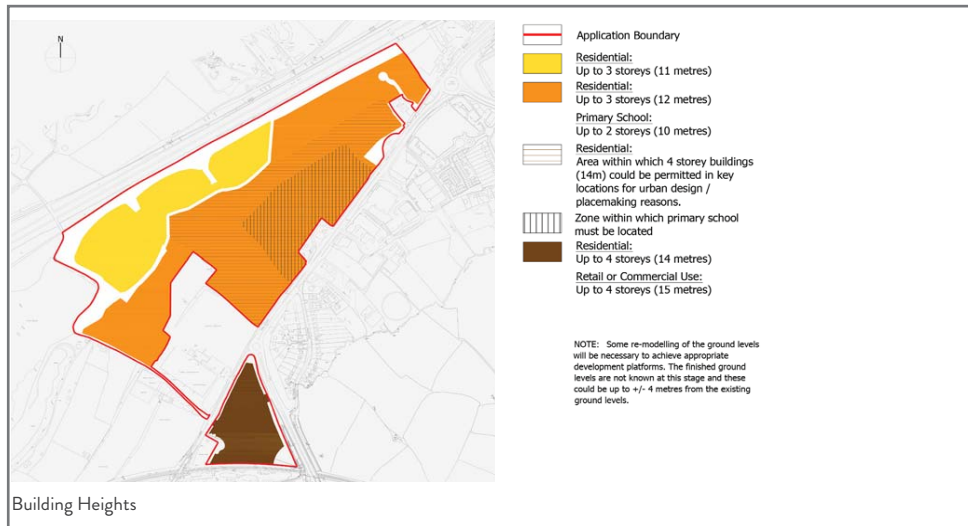 N
Application Boundary
Residential:
Up to 3 storeys (11 metres)
Residential:
Up to 3 storeys (12 metres)
Primary School:
Up to 2 storeys (10 metres)
Residential:
Area within which 4 storey buildings
(14m) could be permitted in key
locations for urban design /
placemaking reasons.
Zone within which primary school
must be located
Residential:
Up to 4 storeys (14 metres)
Retail or Commercial Use:
Up to 4 storeys (15 metres)
NOTE: Some re-modelling of the ground levels
will be necessary to achieve appropriate
development platforms. The finished ground
levels are not known at this stage and these
could be up to +/- 4 metres from the existing
ground levels.
Building Heights